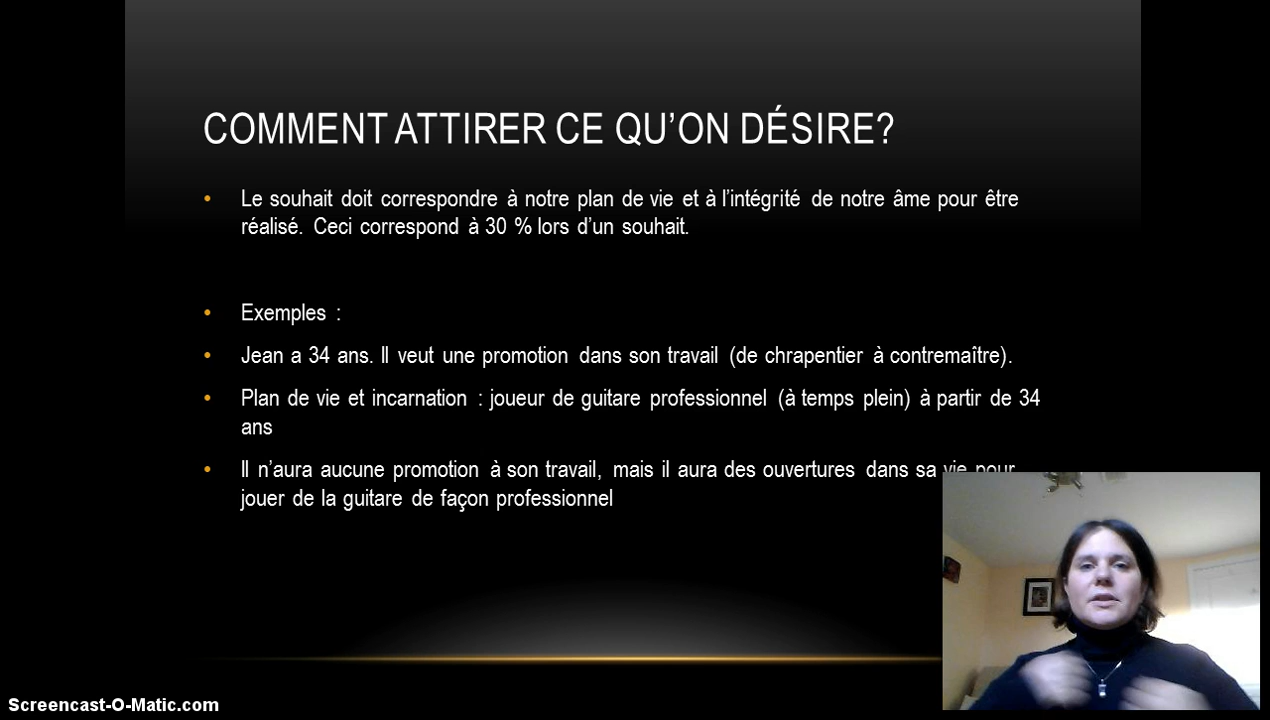 COMMENT ATTIRER CE QU’ON DÉSIRE?
• Le souhait doit correspondre à notre plan de vie et à l’intégrité de notre âme pour être
réalisé. Ceci correspond à 30 % lors d’un souhait.
• Exemples :
• Jean a 34 ans. Il veut une promotion dans son travail (de chrapentier à contremaître).
• Plan de vie et incarnation : joueur de guitare professionnel (à temps plein) à partir de 34
ans
• Il n’aura aucune promotion à son travail, mais il aura des ouvertures dans sa vie pour
jouer de la guitare de façon professionnel
Screencast-O-Matic.com